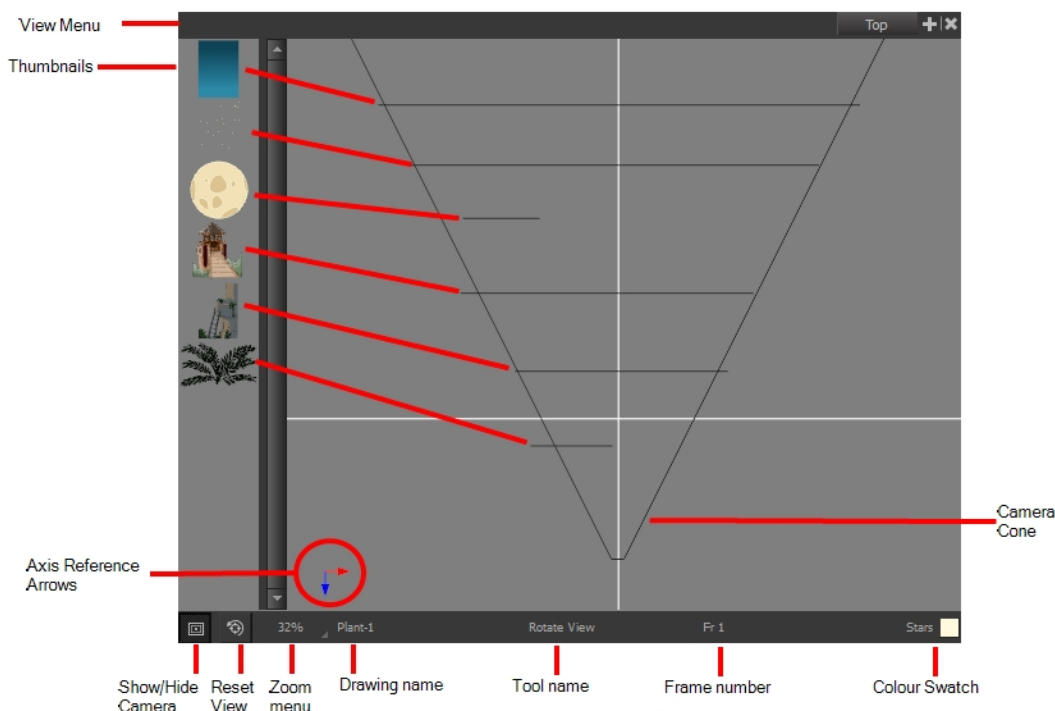 View Menu
Top
Thumbnails
Camera
Cone
Axis Reference
Arrows
32%
Plant-1
Rotate View
Fr 1
Stars
Show/Hide
Camera
Reset
View
Zoom
menu
Drawing name
Tool name
Frame number
Colour Swatch